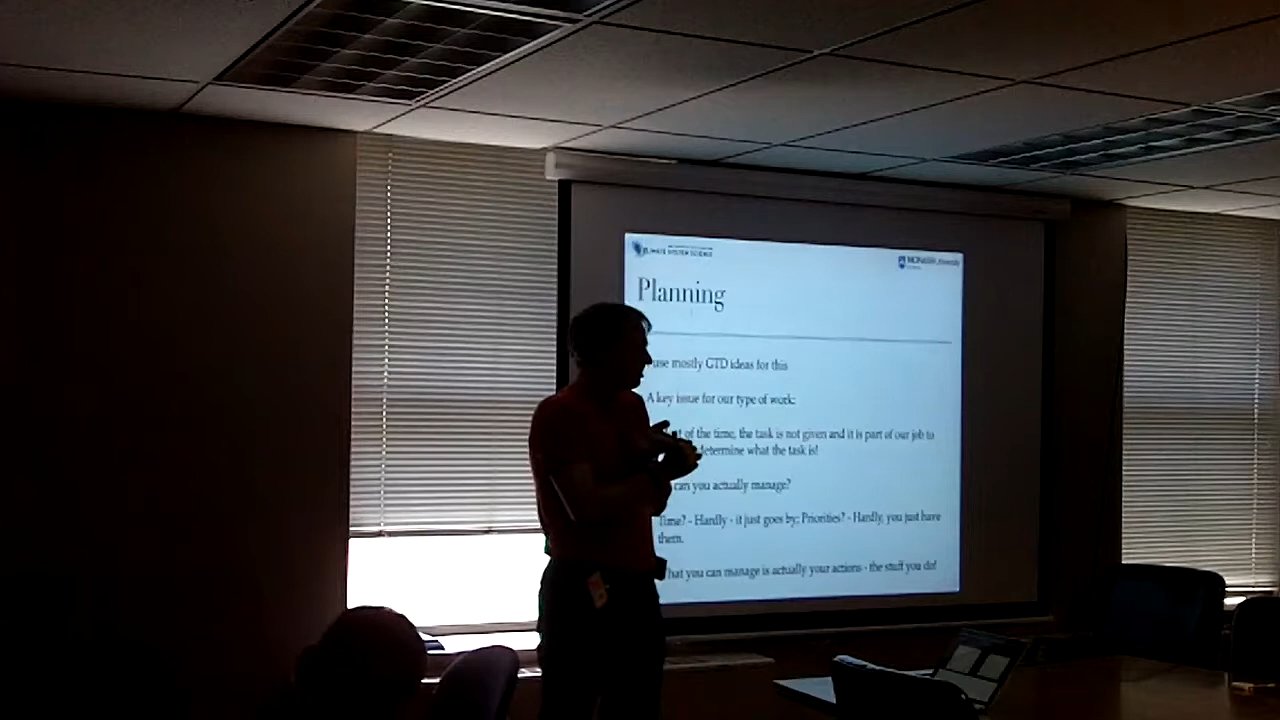 CLIMATE SYSTEM SCIENCE
MONASH University
Planning
use mostly GTD ideas for this
A key issue for our type of work:
of the time, the task is not given and it is part of our job to
determine what the task is!
can you actually manage?
Time? - Hardly - it just goes by; Priorities? - Hardly, you just have
them.
What you can manage is actually your actions - the stuff you do!